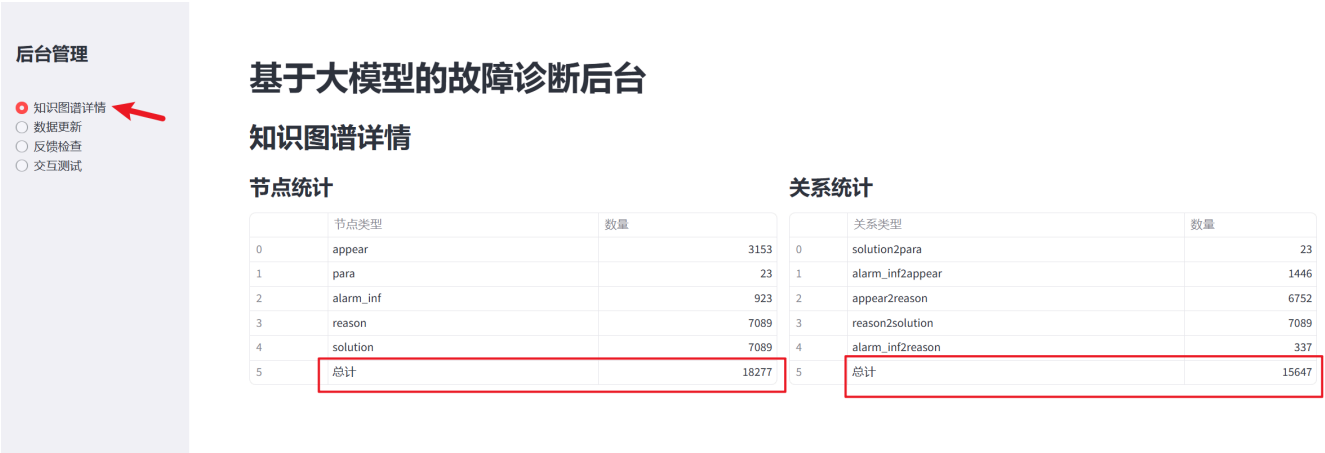 后台管理
知识图谱详情
数据更新
反馈检查
交互测试
基于大模型的故障诊断后台
知识图谱详情
节点统计
节点类型 数量
0 appear 3153
1 para 23
2 alarm_inf 923
3 reason 7089
4 solution 7089
5 总计 18277
关系统计
关系类型 数量
0 solution2para 23
1 alarm_inf2appear 1446
2 appear2reason 6752
3 reason2solution 7089
4 alarm_inf2reason 337
5 总计 15647